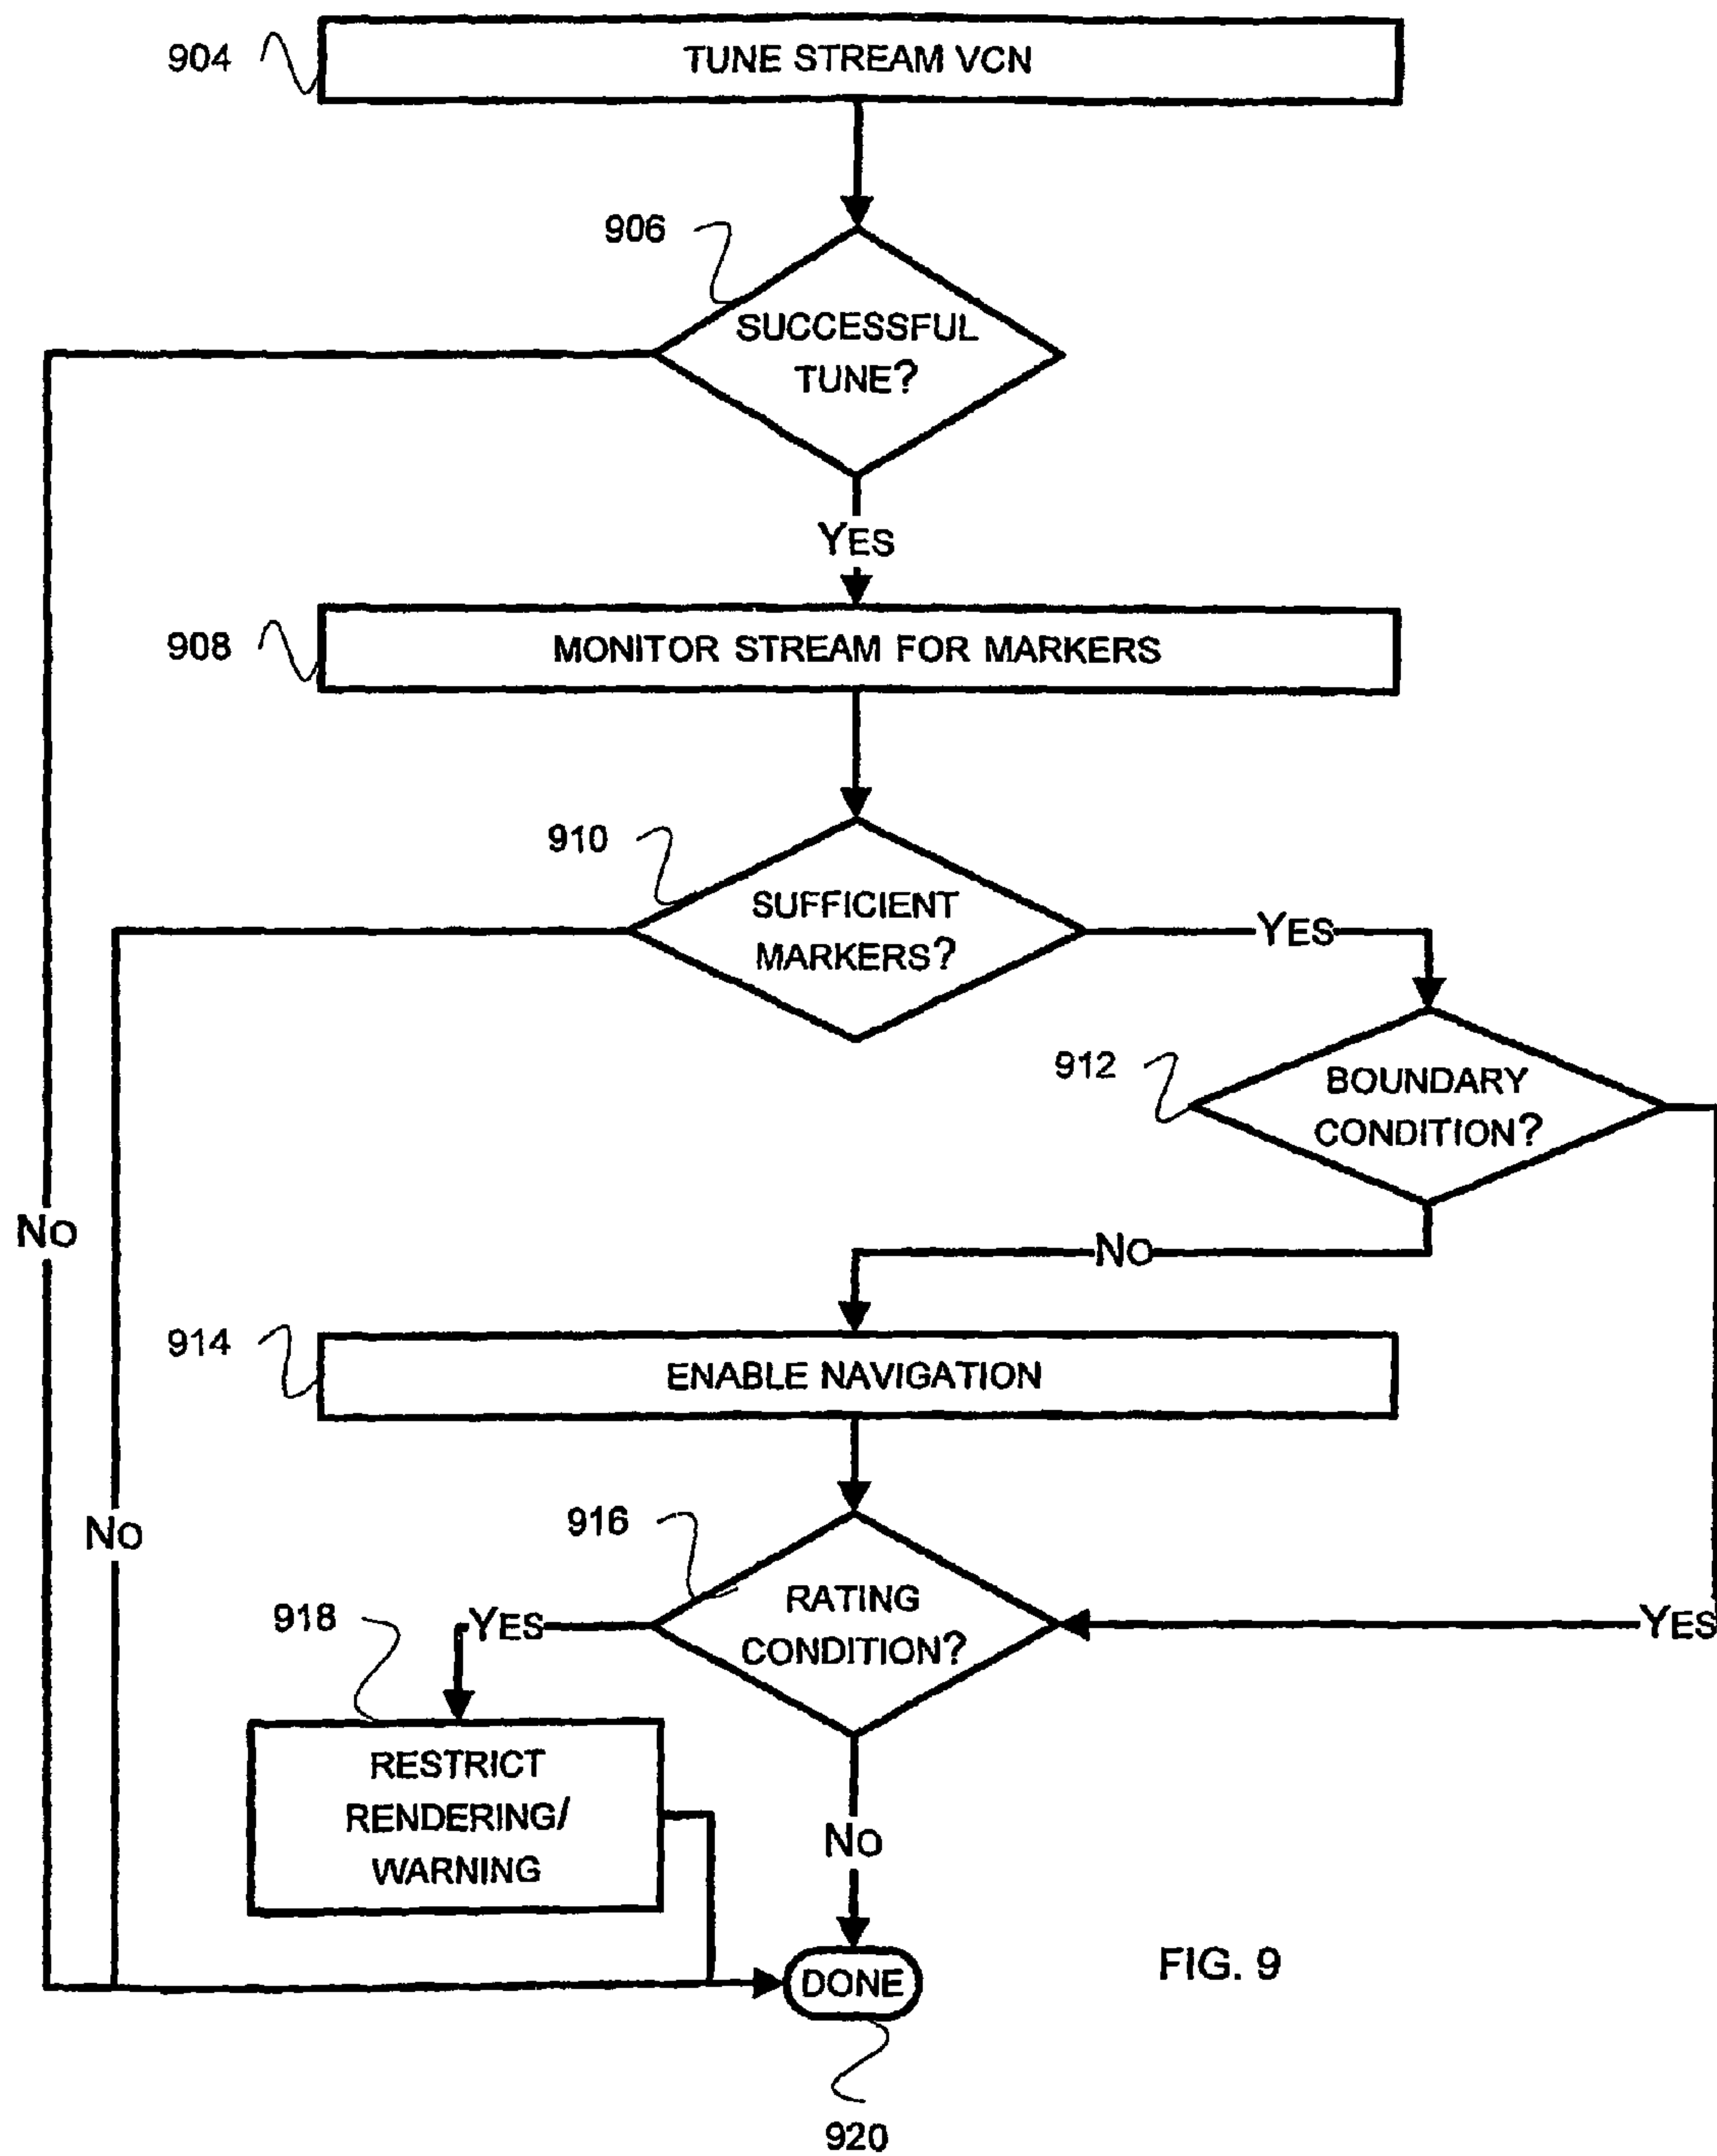 904
TUNE STREAM VCN
906
SUCCESSFUL
TUNE?
YES
908
MONITOR STREAM FOR MARKERS
910
SUFFICIENT
MARKERS?
YES
912
BOUNDARY
CONDITION?
NO
NO
914
ENABLE NAVIGATION
NO
916
RATING
CONDITION?
918
YES
YES
RESTRICT
RENDERING/
WARNING
NO
DONE
FIG. 9
920